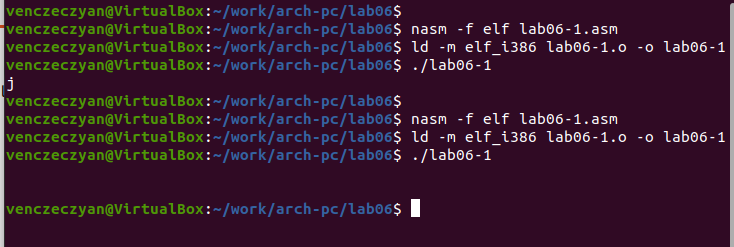 venczeczyan@VirtualBox:~/work/arch-pc/lab06$
venczeczyan@VirtualBox:~/work/arch-pc/lab06$ nasm -f elf lab06-1.asm
venczeczyan@VirtualBox:~/work/arch-pc/lab06$ ld -m elf_i386 lab06-1.o -o lab06-1
venczeczyan@VirtualBox:~/work/arch-pc/lab06$ ./lab06-1
j
venczeczyan@VirtualBox:~/work/arch-pc/lab06$
venczeczyan@VirtualBox:~/work/arch-pc/lab06$ nasm -f elf lab06-1.asm
venczeczyan@VirtualBox:~/work/arch-pc/lab06$ ld -m elf_i386 lab06-1.o -o lab06-1
venczeczyan@VirtualBox:~/work/arch-pc/lab06$ ./lab06-1
venczeczyan@VirtualBox:~/work/arch-pc/lab06$